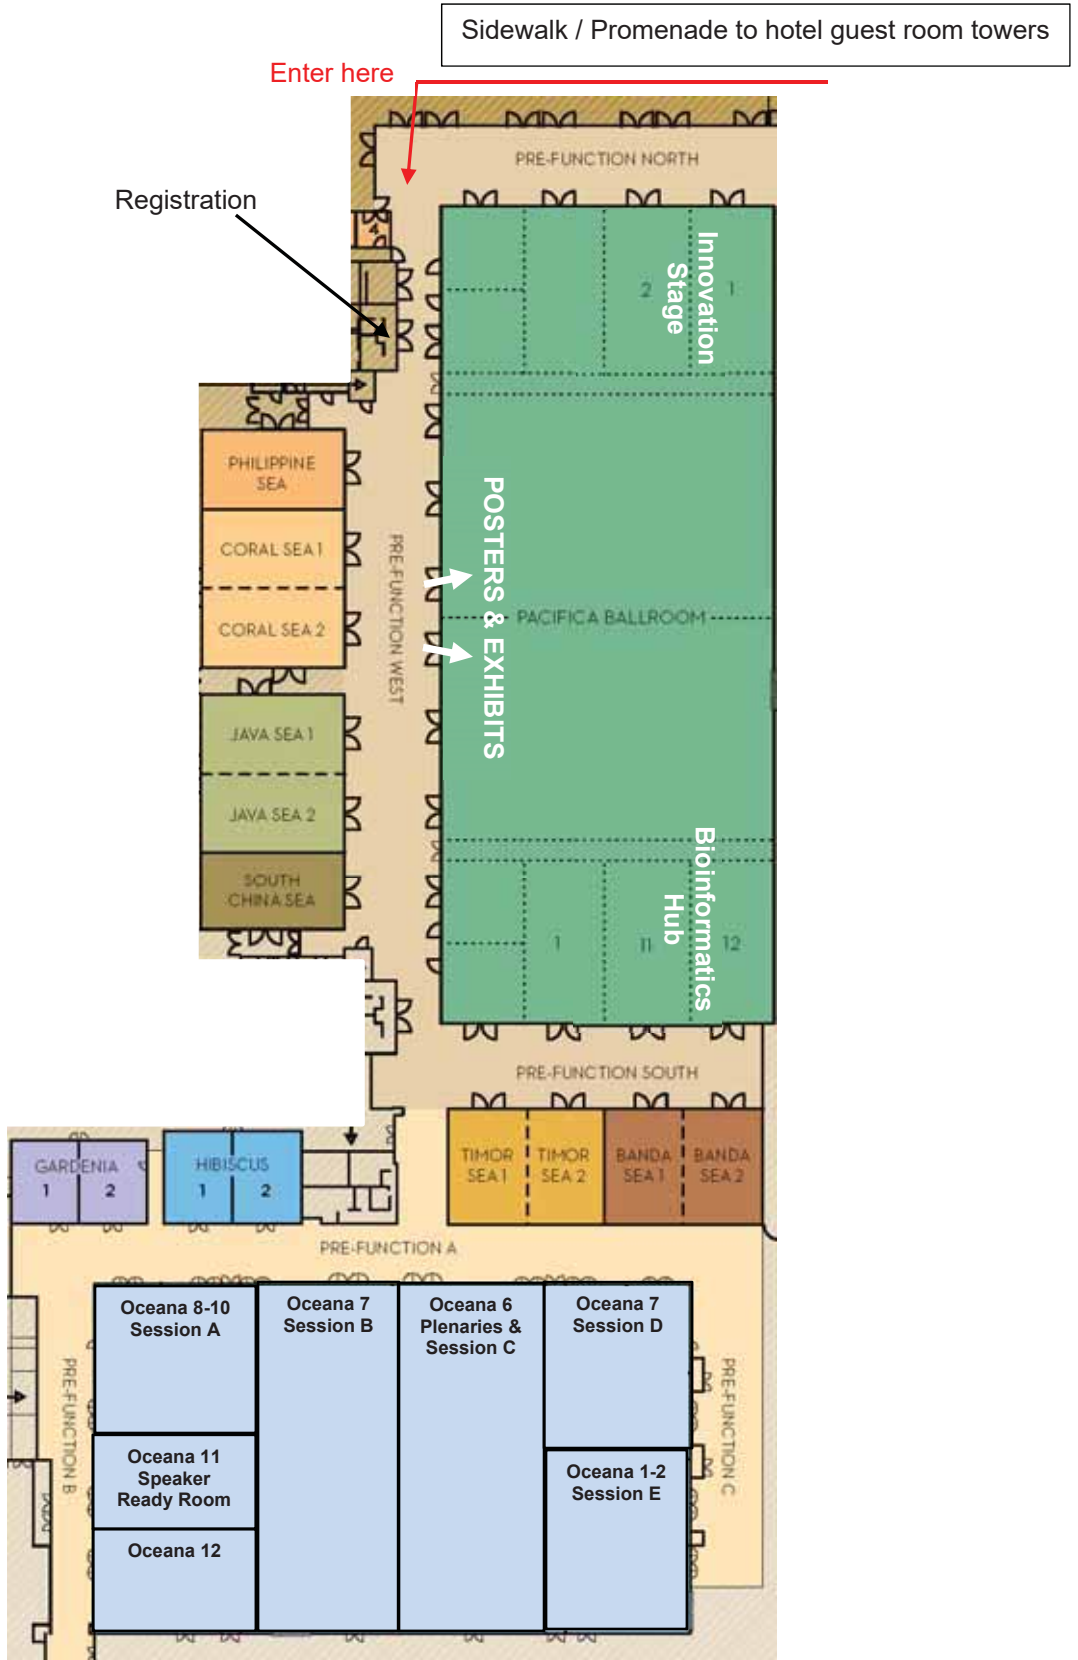 Sidewalk / Promenade to hotel guest room towers
Enter here
PRE-FUNCTION NORTH
Registration
4
Innovation
Stage
2
1
PHILIPPINE
SEA
CORAL SEA 1
CORAL SEA 2
PRE-FUNCTION WEST
POSTERS & EXHIBITS
PACIFICA BALLROOM
JAVA SEA 1
JAVA SEA 2
SOUTH
CHINA SEA
Bioinformatics
Hub
1
11
12
PRE-FUNCTION SOUTH
TIMOR
SEA 1
TIMOR
SEA 2
BANDA
SEA 1
BANDA
SEA 2
GARDENIA
1
2
HIBISCUS
1
2
PRE-FUNCTION A
Oceana 8-10
Session A
Oceana 7
Session B
Oceana 6
Plenaries &
Session C
Oceana 7
Session D
PRE-FUNCTION B
PRE-FUNCTION C
Oceana 11
Speaker
Ready Room
Oceana 1-2
Session E
Oceana 12